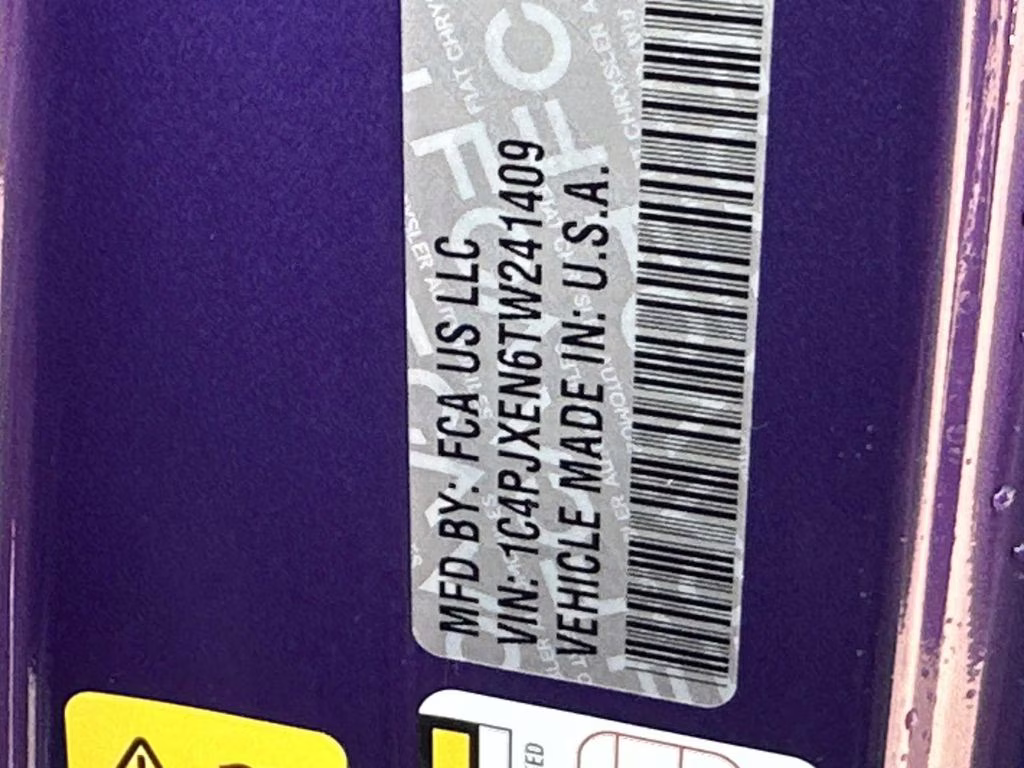 MFD BY: FCA US LLC
VIN: 1C4PJXEN6TW241409
VEHICLE MADE IN: U.S.A.